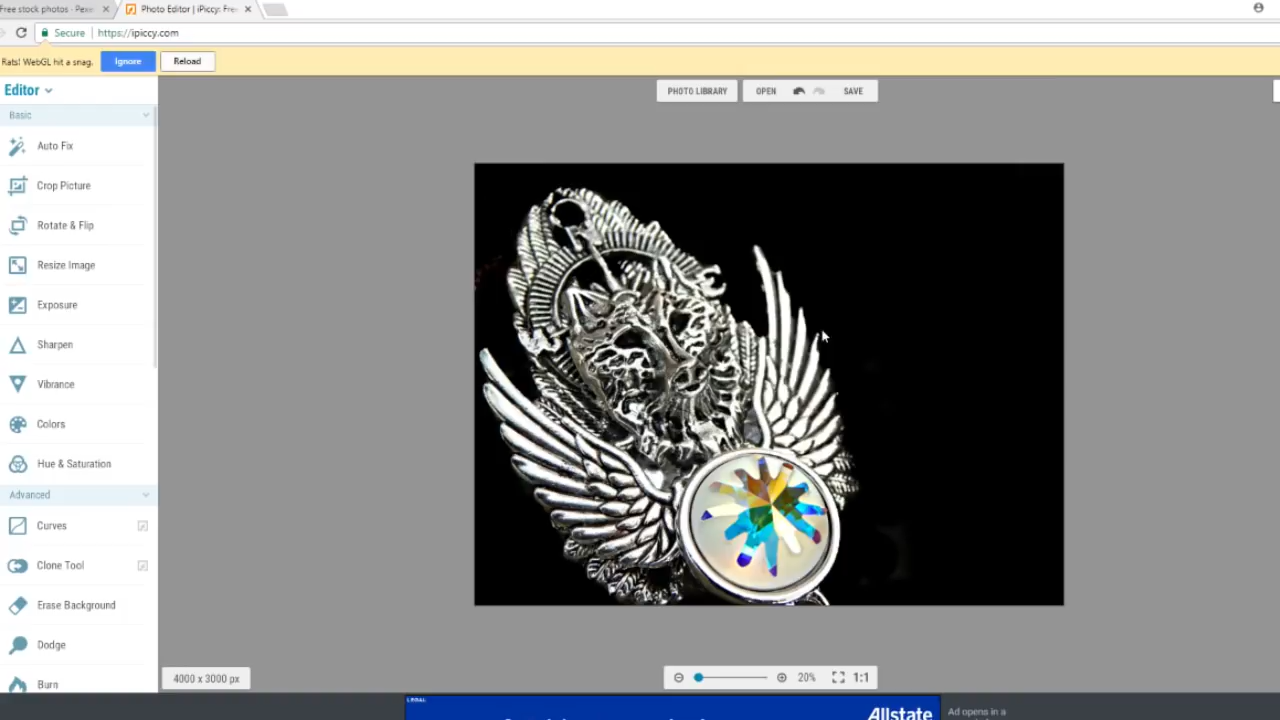 Free stock photos - Pexe
Photo Editor | iPiccy: Free
Secure https://ipiccy.com
Rats! WebGL hit a snag. Ignore Reload
Editor
PHOTO LIBRARY OPEN SAVE
Basic
Auto Fix
Crop Picture
Rotate & Flip
Resize Image
Exposure
Sharpen
Vibrance
Colors
Hue & Saturation
Advanced
Curves
Clone Tool
Erase Background
Dodge
Burn
4000 x 3000 px
20% 1:1
LEGAL
Allstate
Ad opens in a